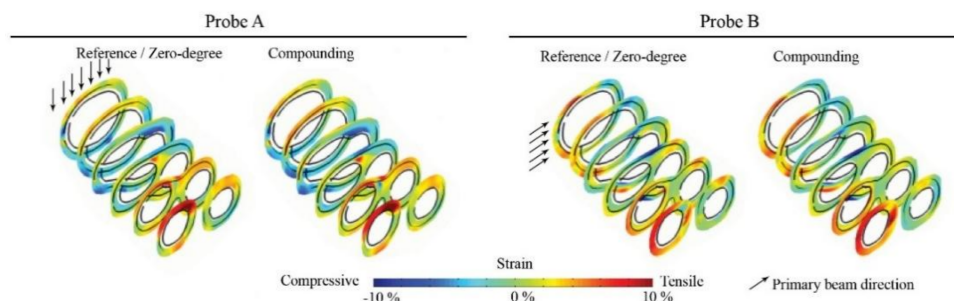 Probe A
Probe B
Reference / Zero-degree
Compounding
Reference / Zero-degree
Compounding
Strain
Compressive
Tensile
-10 %
0 %
10 %
Primary beam direction